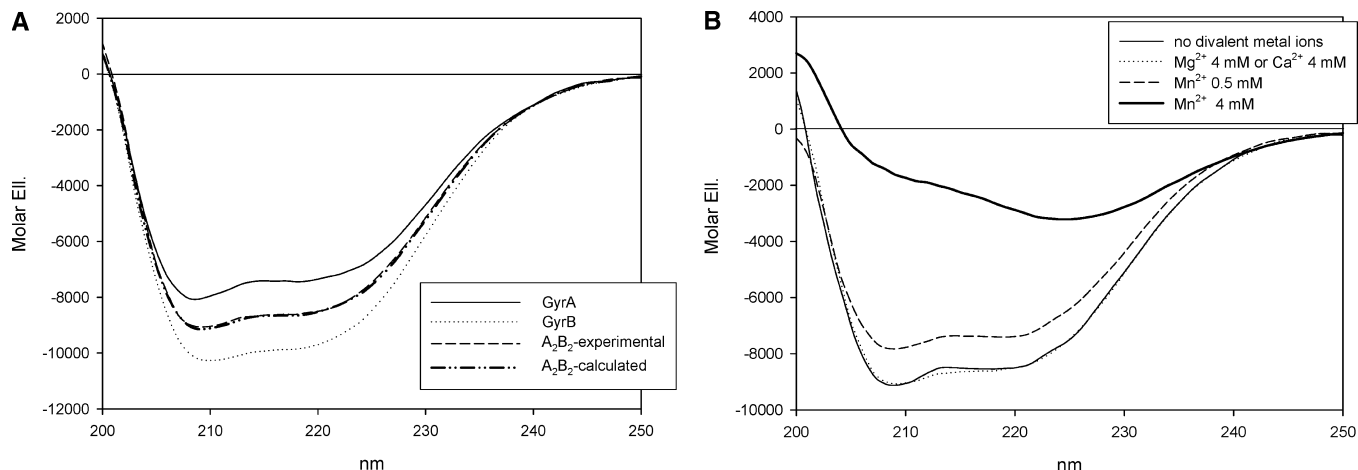 A
2000
0
-2000
-4000
-6000
-8000
-10000
-12000
Molar Ell.
200
210
220
230
240
250
nm
GyrA
GyrB
A₂B₂-experimental
A₂B₂-calculated
B
4000
2000
0
-2000
-4000
-6000
-8000
-10000
Molar Ell.
200
210
220
230
240
250
nm
no divalent metal ions
Mg²⁺ 4 mM or Ca²⁺ 4 mM
Mn²⁺ 0.5 mM
Mn²⁺ 4 mM